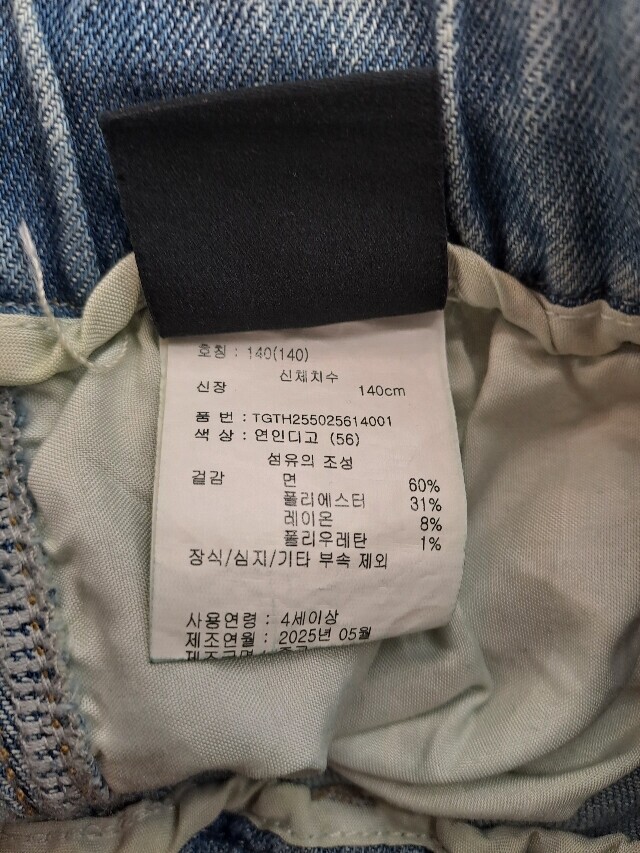 호칭 : 140(140)
신체치수
신장 140cm
품 번 : TGTH255025614001
색 상 : 연인디고 (56)
섬유의 조성
겉감 면 60%
폴리에스터 31%
레이온 8%
폴리우레탄 1%
장식/심지/기타 부속 제외
사용연령 : 4세이상
제조연월 : 2025년 05월